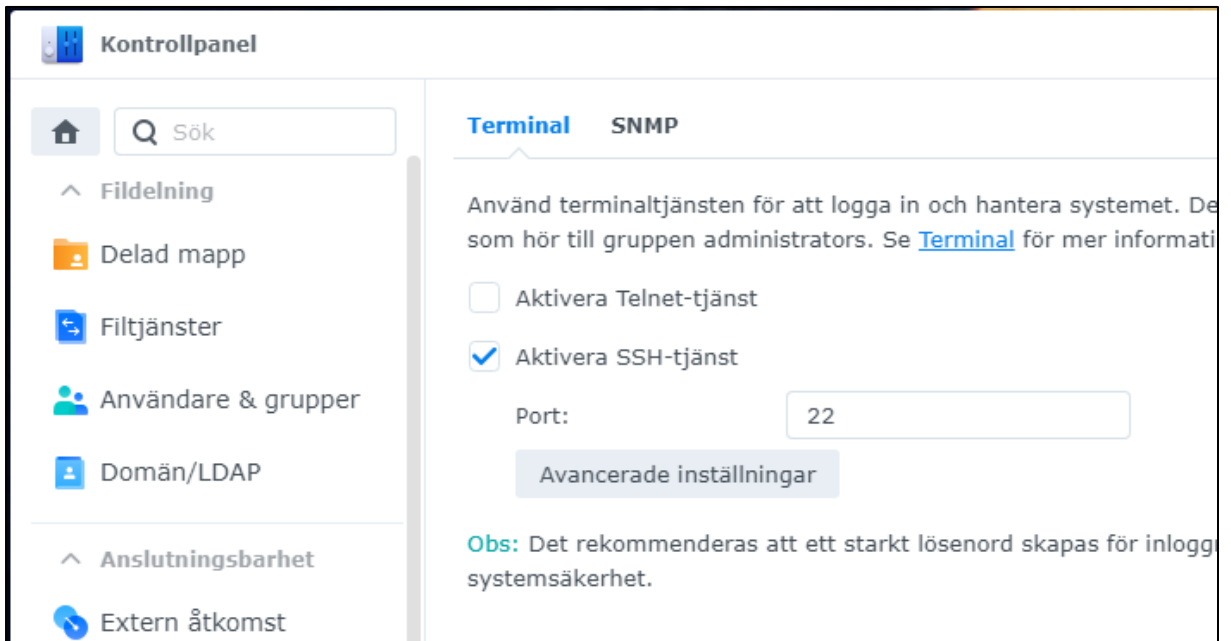 Kontrollpanel
Sök
Fildelning
Delad mapp
Filtjänster
Användare & grupper
Domän/LDAP
Anslutningsbarhet
Extern åtkomst
Terminal SNMP
Använd terminaltjänsten för att logga in och hantera systemet. De
som hör till gruppen administrators. Se Terminal för mer informati
Aktivera Telnet-tjänst
Aktivera SSH-tjänst
Port: 22
Avancerade inställningar
Obs: Det rekommenderas att ett starkt lösenord skapas för inlogg
systemsäkerhet.